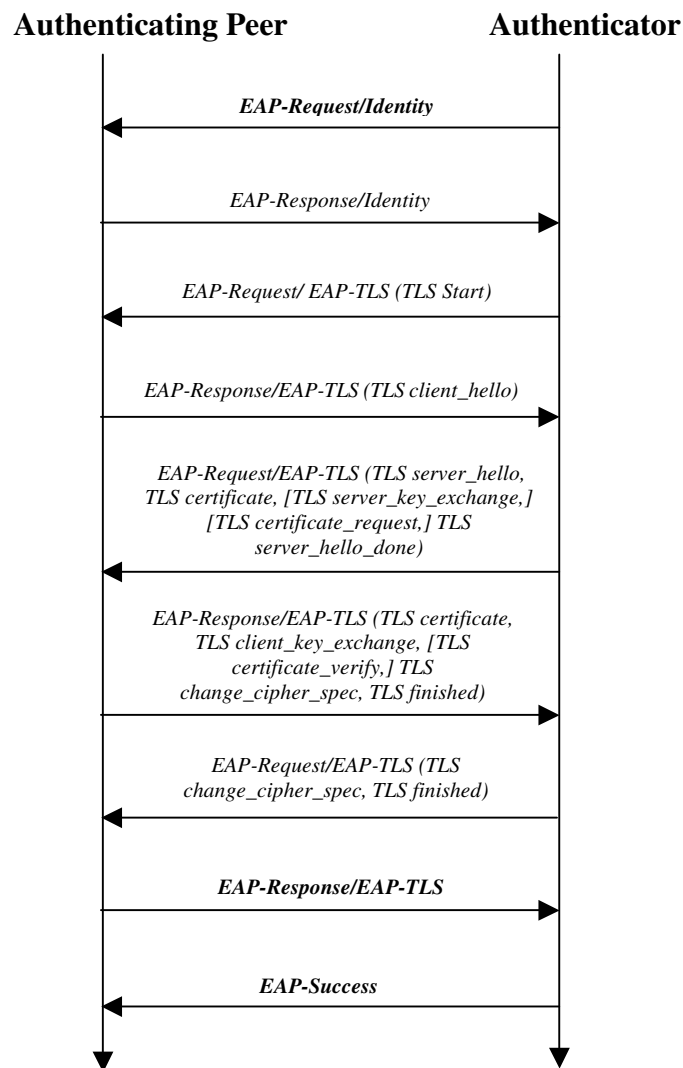 Authenticating Peer Authenticator
EAP-Request/Identity
EAP-Response/Identity
EAP-Request/ EAP-TLS (TLS Start)
EAP-Response/EAP-TLS (TLS client_hello)
EAP-Request/EAP-TLS (TLS server_hello,
TLS certificate, [TLS server_key_exchange,]
[TLS certificate_request,] TLS
server_hello_done)
EAP-Response/EAP-TLS (TLS certificate,
TLS client_key_exchange, [TLS
certificate_verify,] TLS
change_cipher_spec, TLS finished)
EAP-Request/EAP-TLS (TLS
change_cipher_spec, TLS finished)
EAP-Response/EAP-TLS
EAP-Success